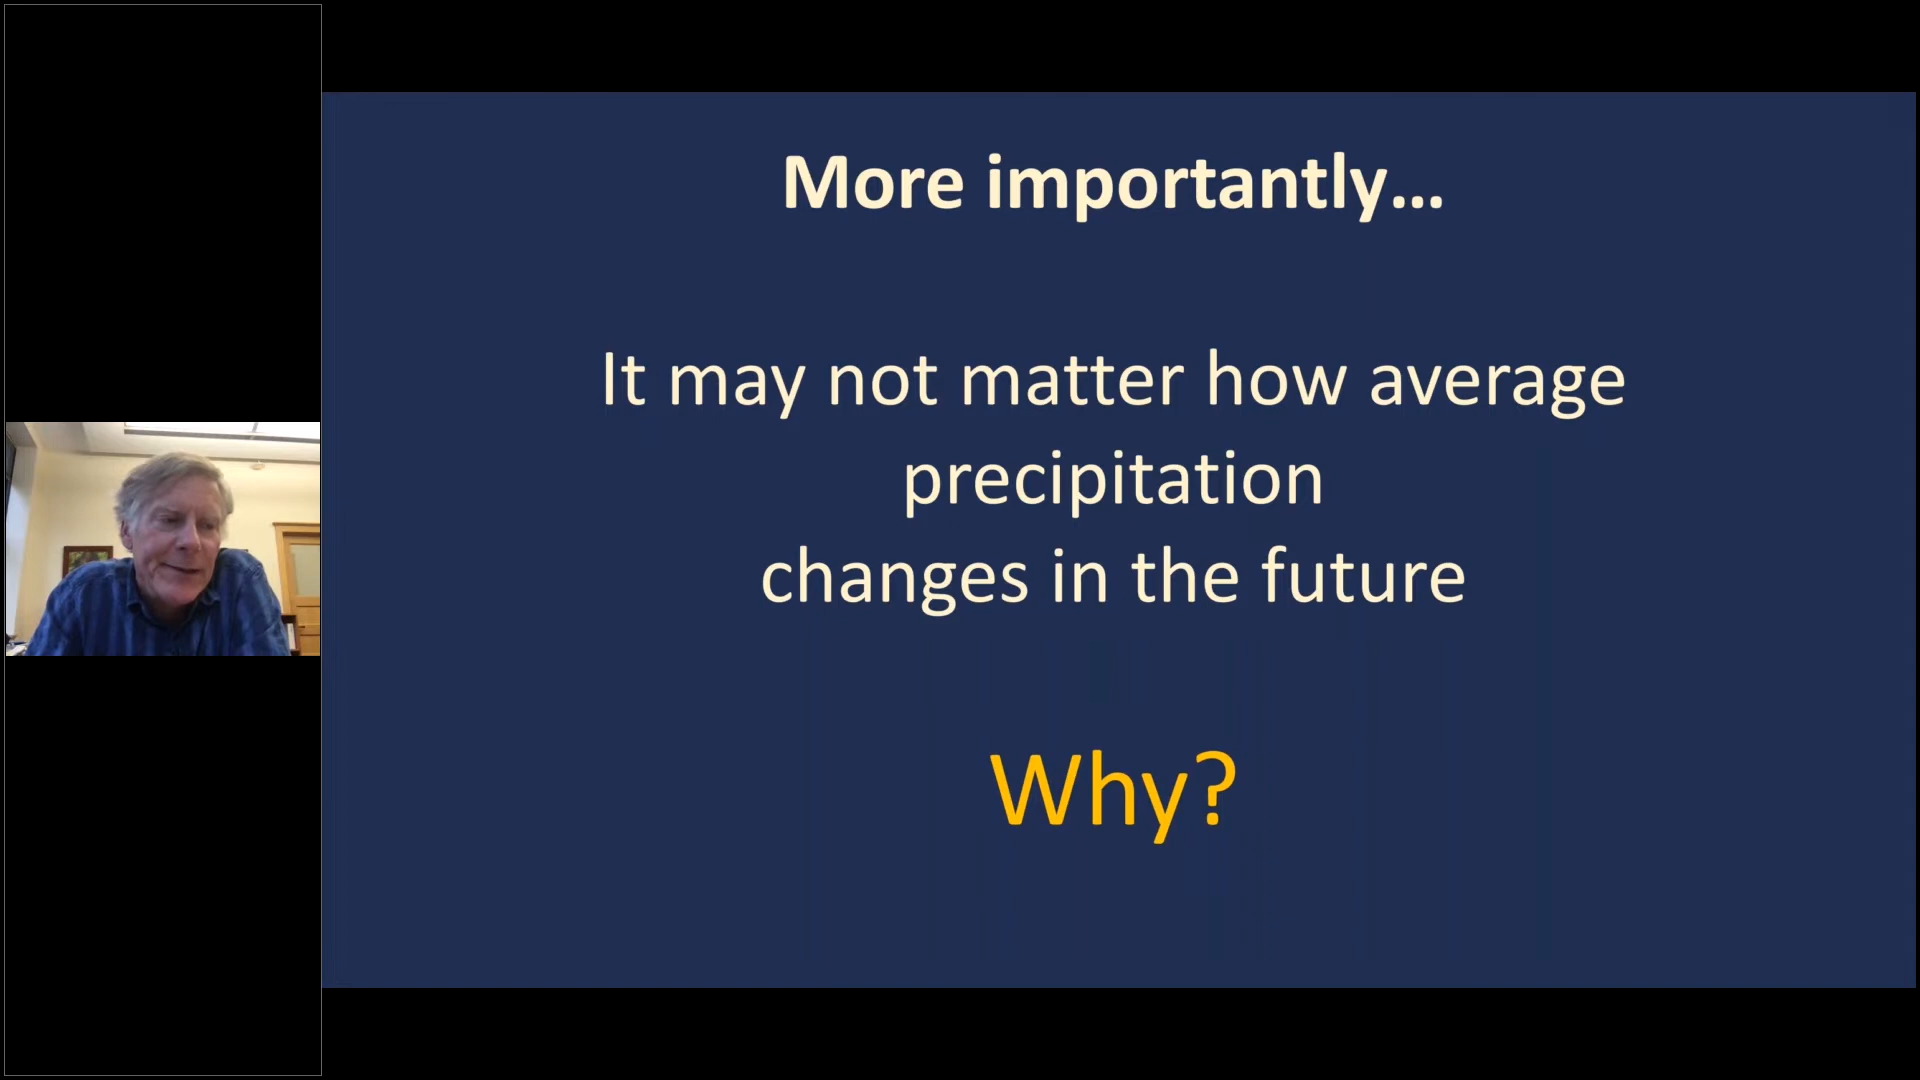 More importantly...
It may not matter how average
precipitation
changes in the future
Why?